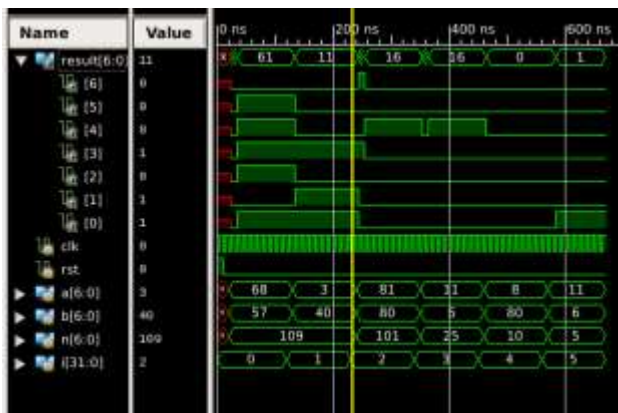 Name Value 0 ns 200 ns 400 ns 600 ns
result[6:0] 11 X 61 11 16 16 0 1
[6] 0
[5] 0
[4] 0
[3] 1
[2] 0
[1] 1
[0] 1
clk 0
rst 0
a[6:0] 3 X 68 3 81 11 8 11
b[6:0] 40 X 57 40 80 6 80 6
n[6:0] 109 X 109 101 25 10 5
i[31:0] 2 0 1 2 3 4 5